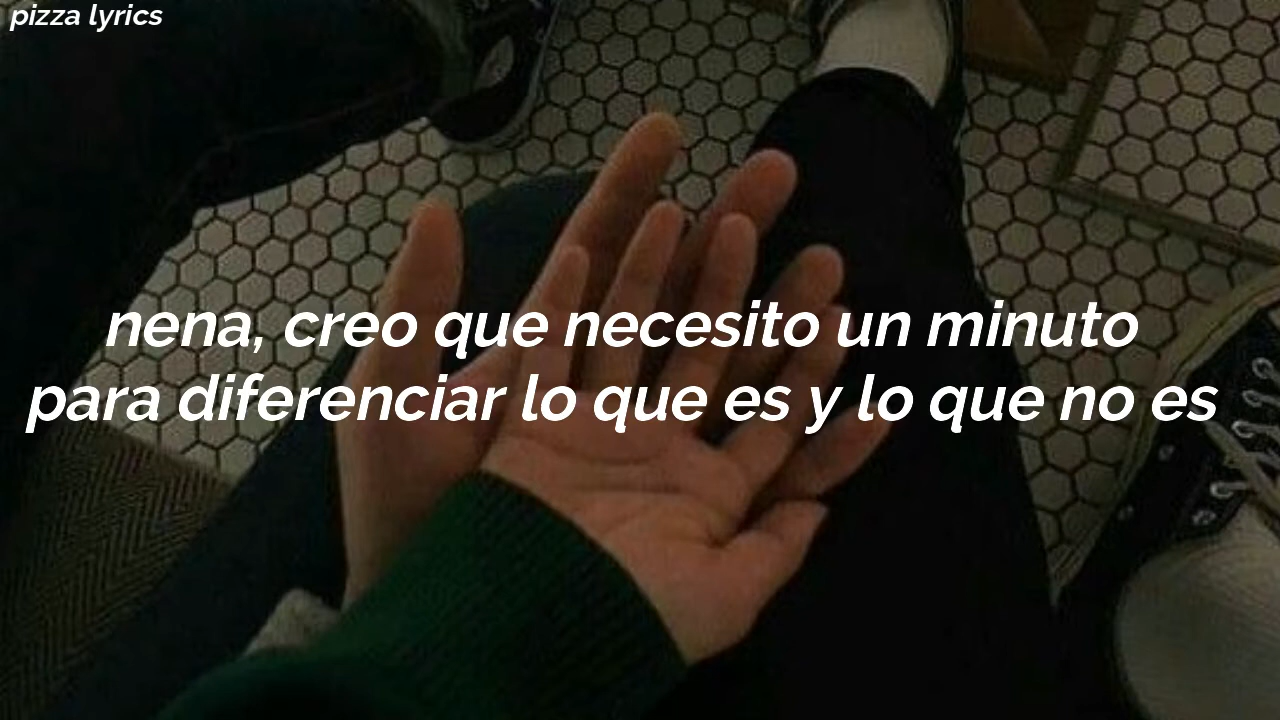 pizza lyrics
nena, creo que necesito un minuto
para diferenciar lo que es y lo que no es